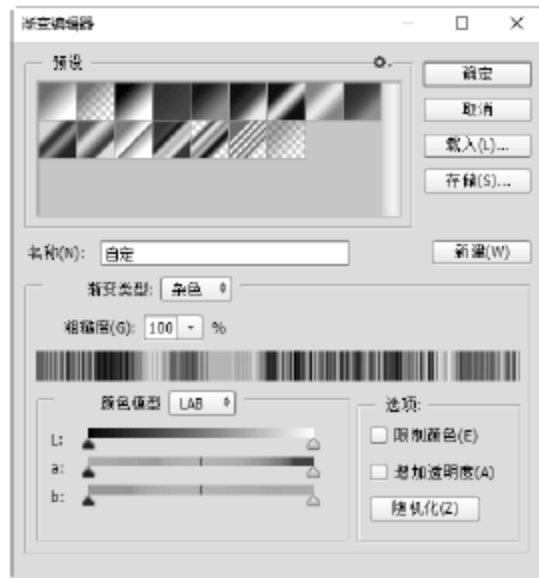 渐变编辑器
预设
确定
取消
载入(L)...
存储(S)...
名称(N): 自定
新建(W)
渐变类型: 杂色
粗糙度(G): 100 %
颜色模型 LAB
选项:
L:
限制颜色(E)
a:
增加透明度(A)
b:
随机化(Z)